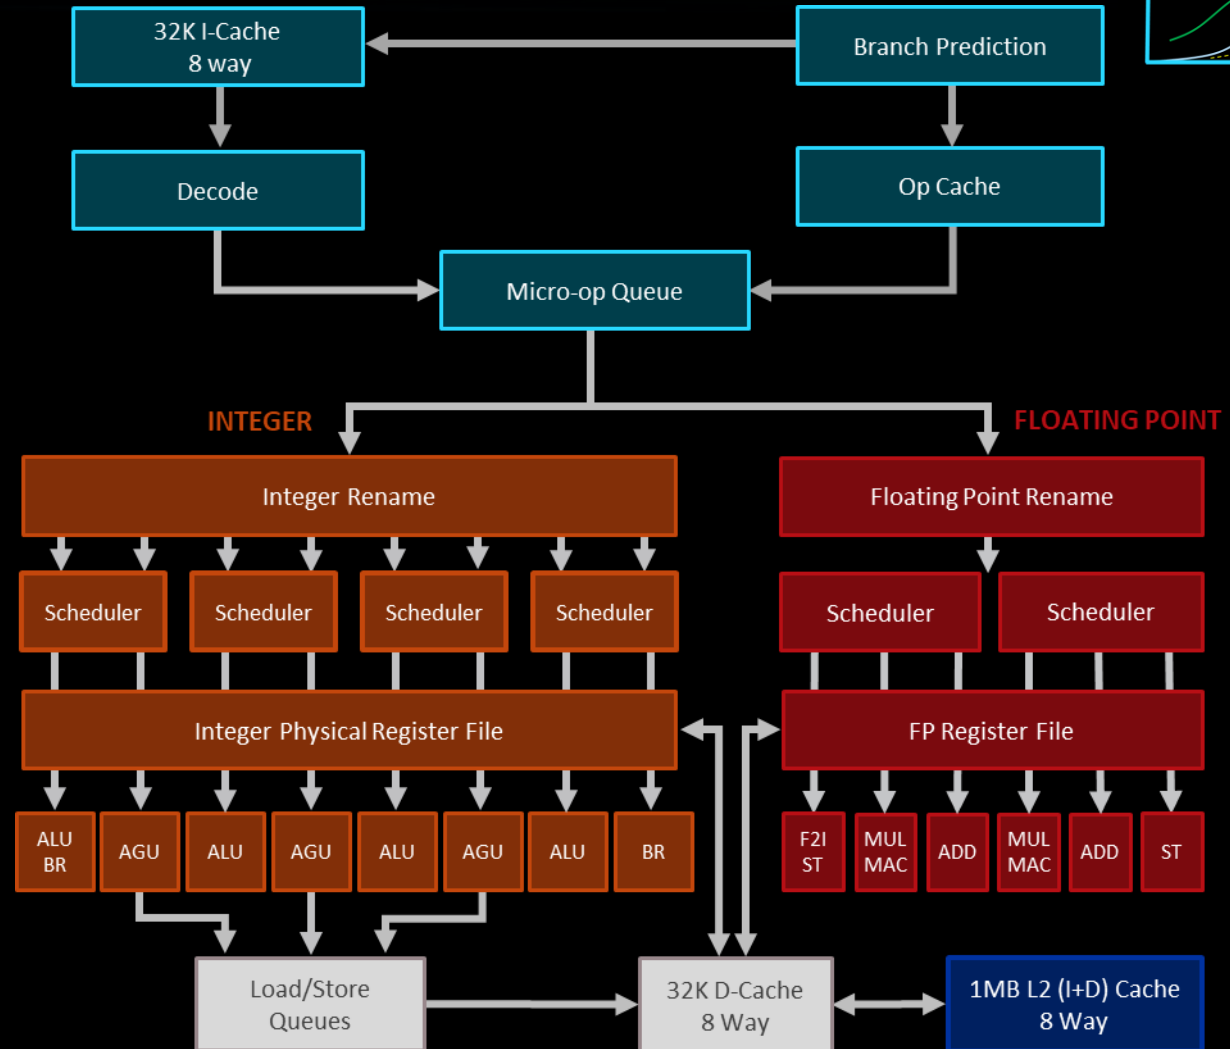 32K I-Cache
8 way
Branch Prediction
Decode
Op Cache
Micro-op Queue
INTEGER
FLOATING POINT
Integer Rename
Floating Point Rename
Scheduler
Scheduler
Scheduler
Scheduler
Scheduler
Scheduler
Integer Physical Register File
FP Register File
ALU
BR
AGU
ALU
AGU
ALU
AGU
ALU
BR
F2I
ST
MUL
MAC
ADD
MUL
MAC
ADD
ST
Load/Store
Queues
32K D-Cache
8 Way
1MB L2 (I+D) Cache
8 Way